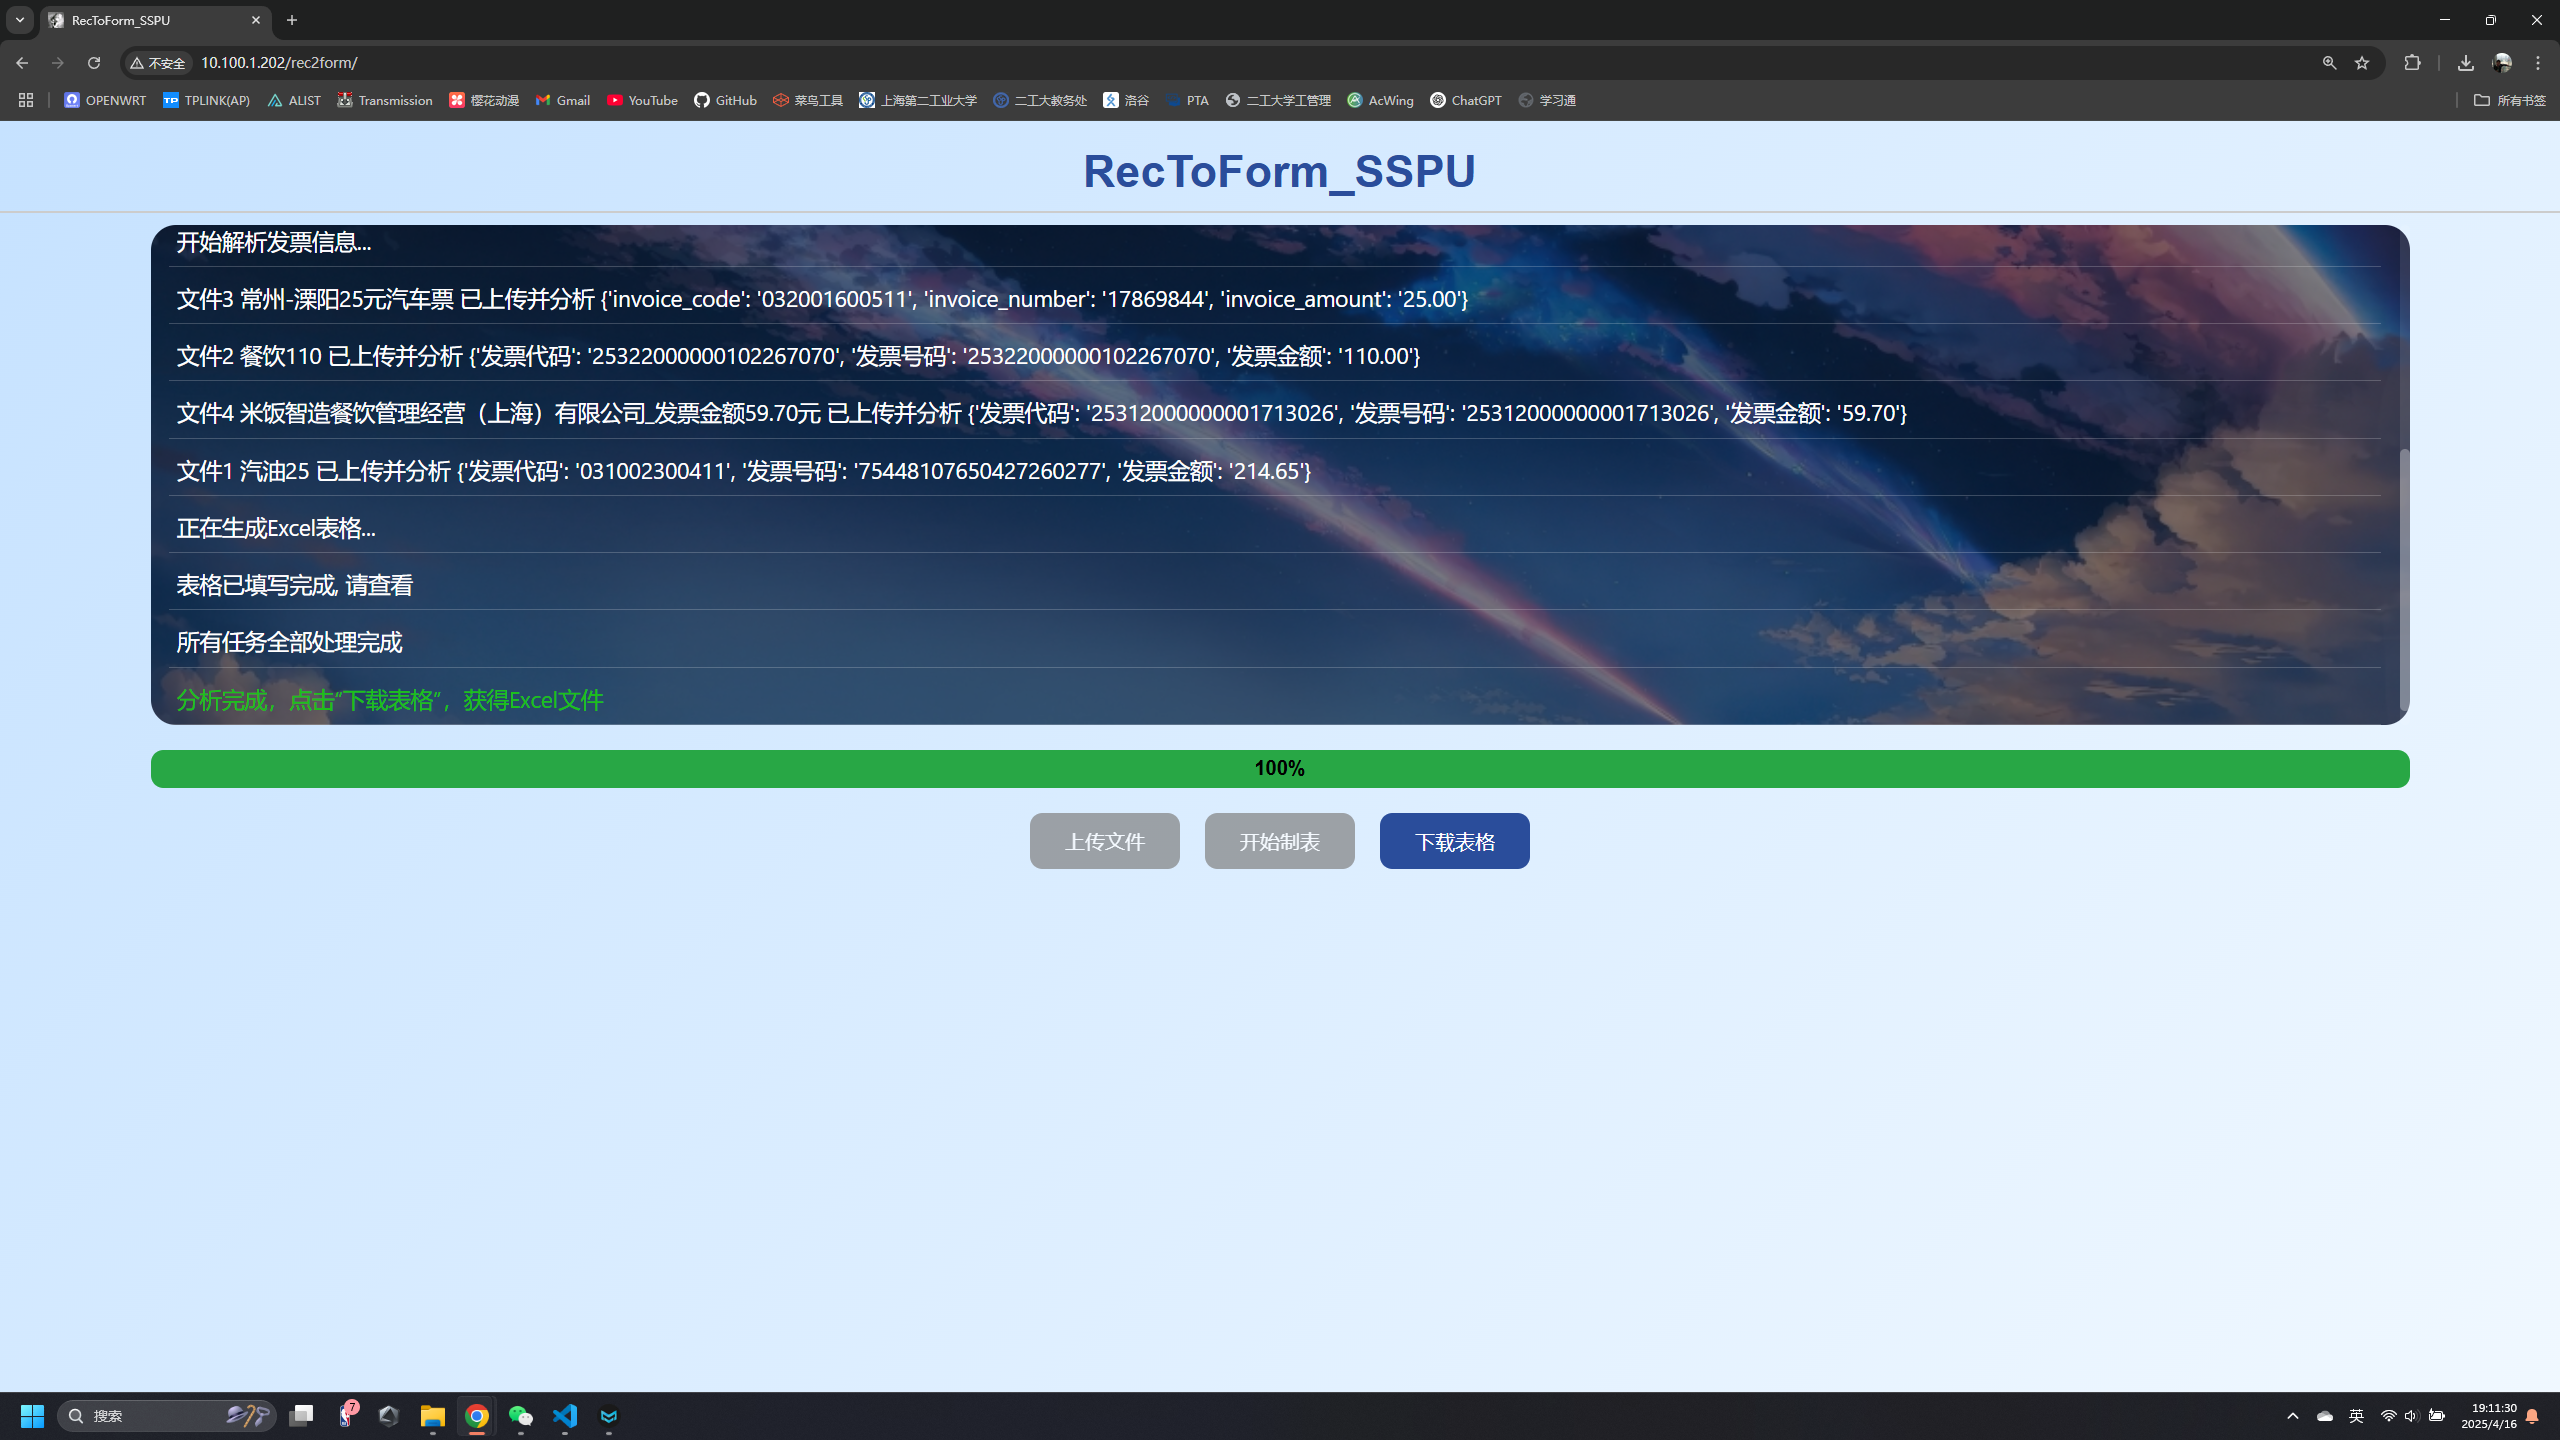 RecToForm_SSPU
不安全 10.100.1.202/rec2form/
OPENWRT TPLINK(AP) ALIST Transmission 樱花动漫 Gmail YouTube GitHub 菜鸟工具 上海第二工业大学 二工大教务处 洛谷 PTA 二工大学工管理 AcWing ChatGPT 学习通 所有书签
RecToForm_SSPU
开始解析发票信息...
文件3 常州-溧阳25元汽车票 已上传并分析 {'invoice_code': '032001600511', 'invoice_number': '17869844', 'invoice_amount': '25.00'}
文件2 餐饮110 已上传并分析 {'发票代码': '25322000000102267070', '发票号码': '25322000000102267070', '发票金额': '110.00'}
文件4 米饭智造餐饮管理经营（上海）有限公司_发票金额59.70元 已上传并分析 {'发票代码': '25312000000001713026', '发票号码': '25312000000001713026', '发票金额': '59.70'}
文件1 汽油25 已上传并分析 {'发票代码': '031002300411', '发票号码': '75448107650427260277', '发票金额': '214.65'}
正在生成Excel表格...
表格已填写完成, 请查看
所有任务全部处理完成
分析完成，点击“下载表格”，获得Excel文件
100%
上传文件 开始制表 下载表格
搜索 7 英 19:11:30
2025/4/16